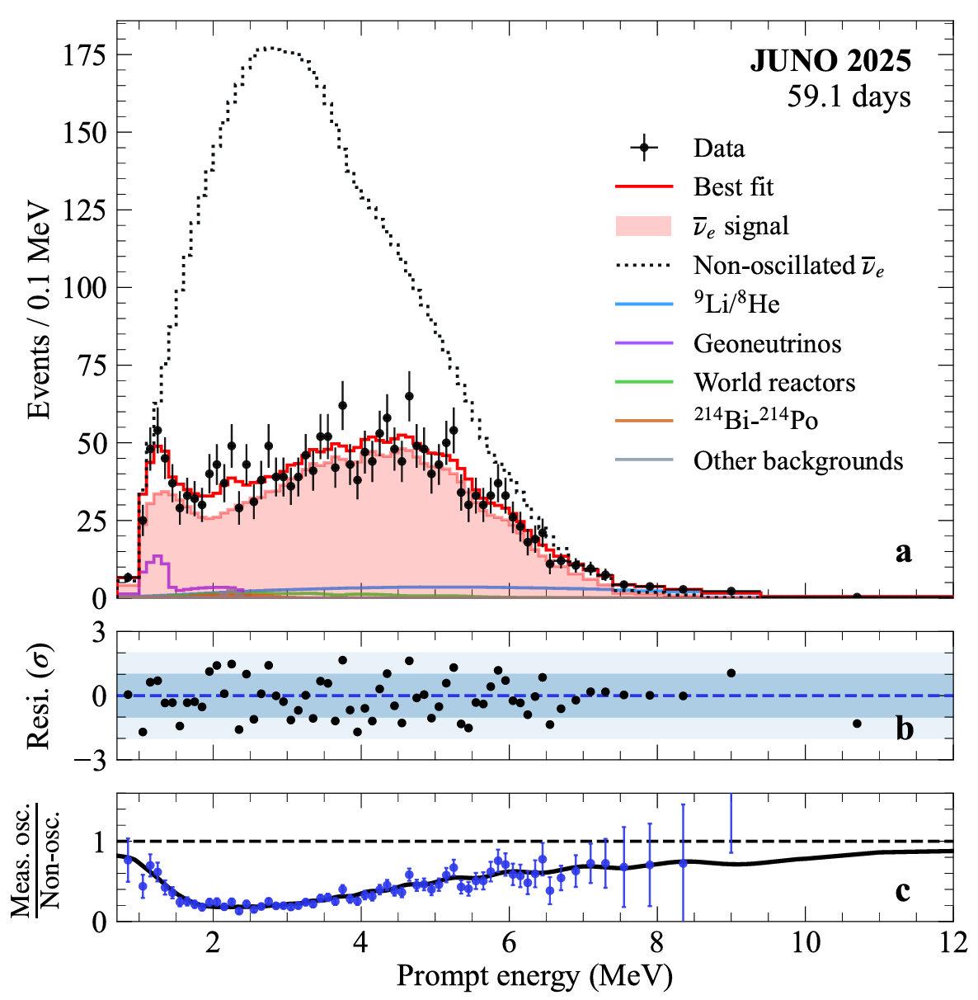 JUNO 2025
59.1 days
Data
Best fit
ν̅ₑ signal
Non-oscillated ν̅ₑ
⁹Li/⁸He
Geoneutrinos
World reactors
²¹⁴Bi-²¹⁴Po
Other backgrounds
Events / 0.1 MeV
175
150
125
100
75
50
25
0
a
Resi. (σ)
3
0
−3
b
Meas. osc.
Non-osc.
1
0
c
2 4 6 8 10 12
Prompt energy (MeV)